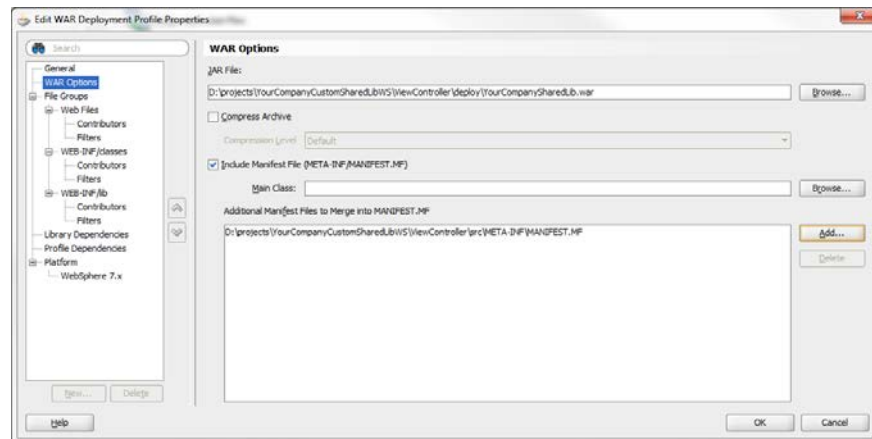 Edit WAR Deployment Profile Properties
Search
WAR Options
General
WAR Options
File Groups
Web Files
Contributors
Filters
WEB-INF/classes
Contributors
Filters
WEB-INF/lib
Contributors
Filters
Library Dependencies
Profile Dependencies
Platform
WebSphere 7.x
New...
Delete
JAR File:
D:\projects\YourCompanyCustomSharedLibWS\ViewController\deploy\YourCompanySharedLib.war
Browse...
Compress Archive
Compression Level: Default
Include Manifest File (META-INF/MANIFEST.MF)
Main Class:
Browse...
Additional Manifest Files to Merge into MANIFEST.MF
D:\projects\YourCompanyCustomSharedLibWS\ViewController\src\META-INF\MANIFEST.MF
Add...
Delete
Help
OK
Cancel